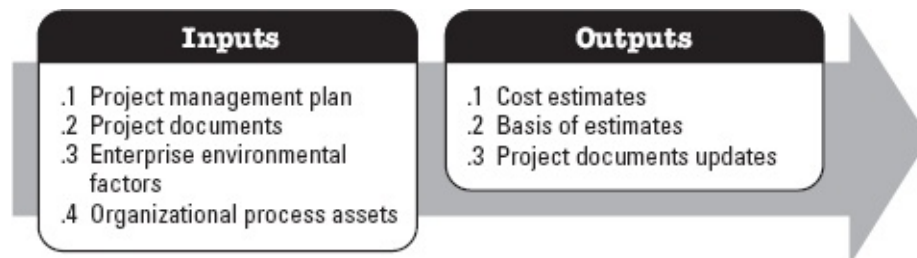 Inputs
.1 Project management plan
.2 Project documents
.3 Enterprise environmental
factors
.4 Organizational process assets
Outputs
.1 Cost estimates
.2 Basis of estimates
.3 Project documents updates